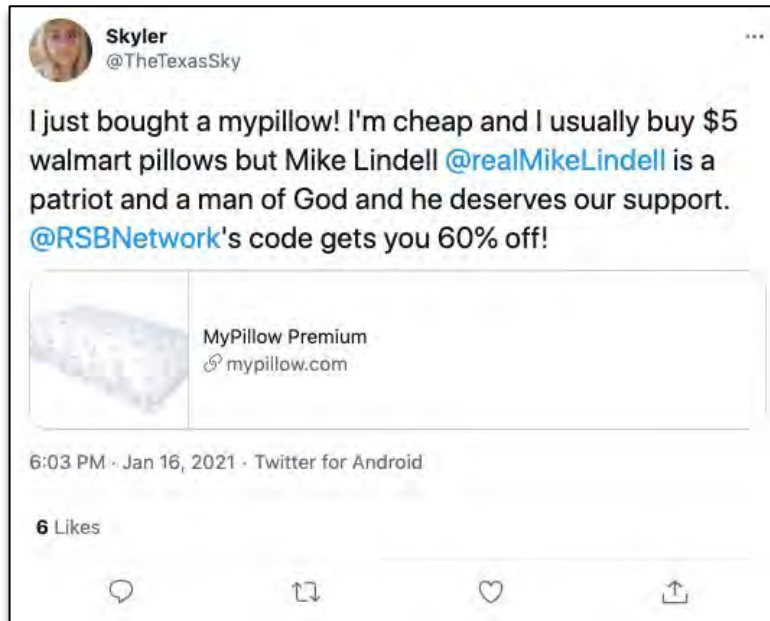 Skyler
@TheTexasSky
I just bought a mypillow! I'm cheap and I usually buy $5
walmart pillows but Mike Lindell @realMikeLindell is a
patriot and a man of God and he deserves our support.
@RSBNetwork's code gets you 60% off!
MyPillow Premium
mypillow.com
6:03 PM · Jan 16, 2021 · Twitter for Android
6 Likes